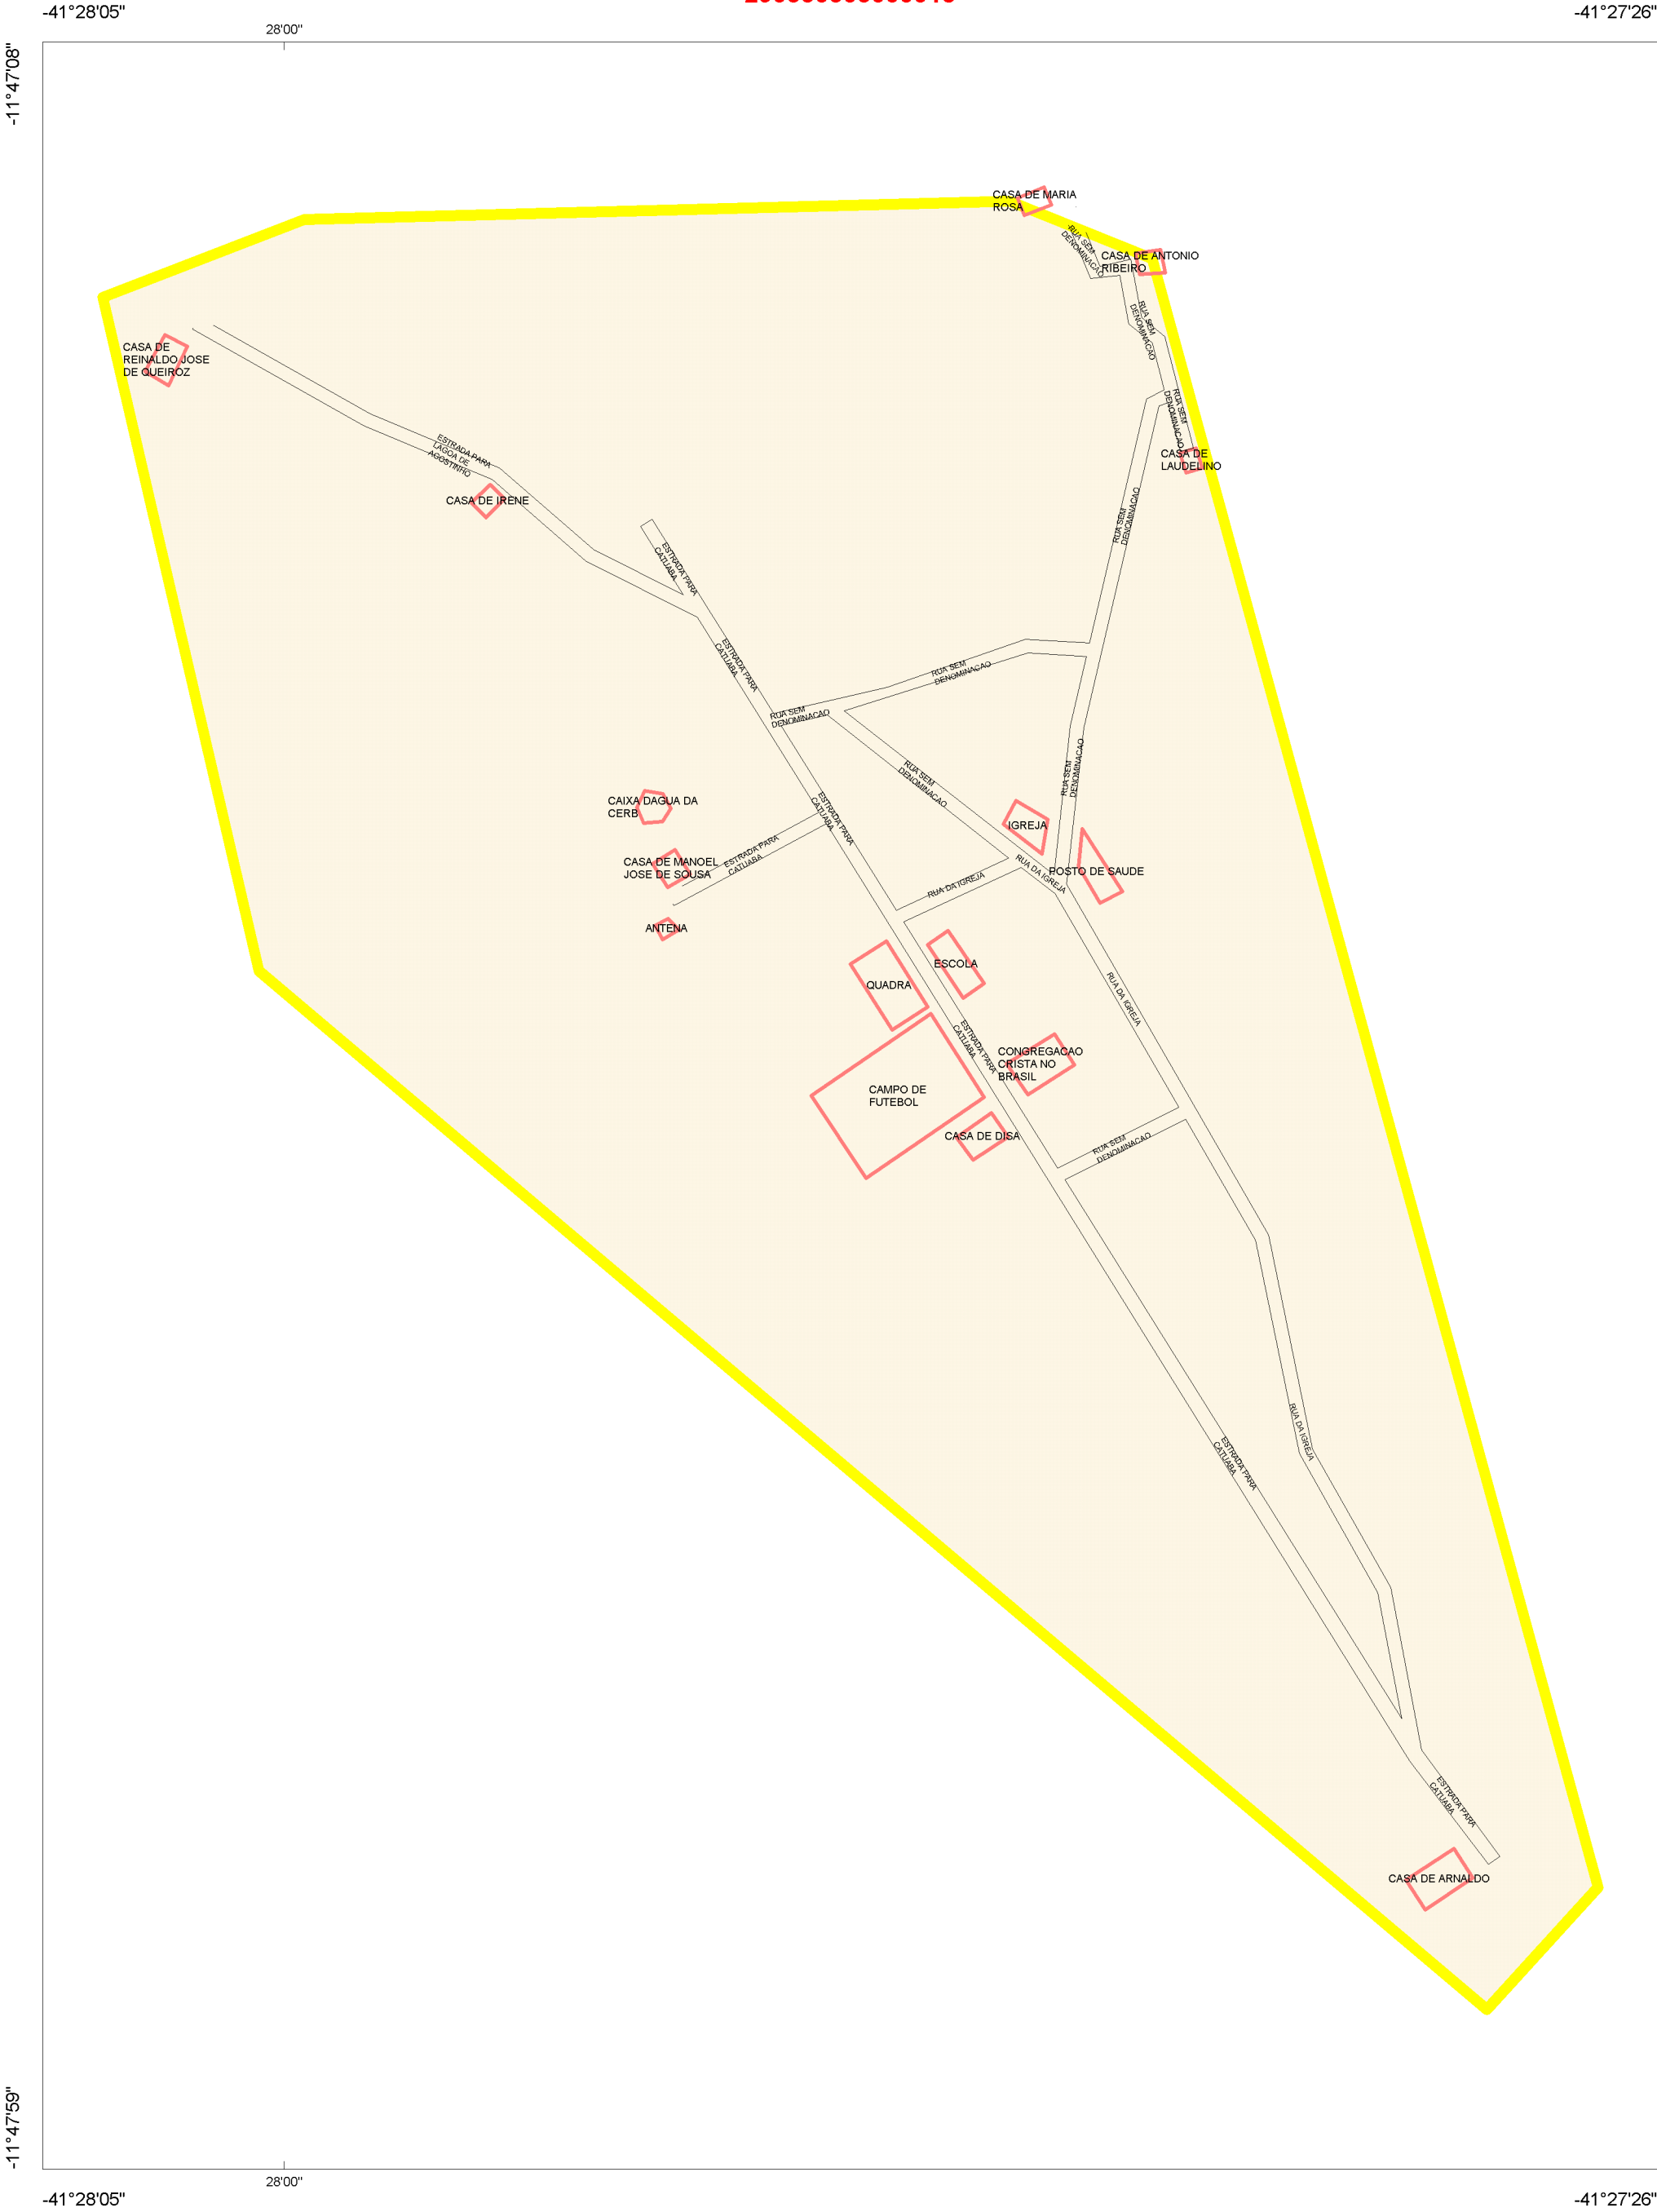 -41°28'05"
-41°27'26"
28'00"
-11°47'08"
CASA DE MARIA
ROSA
RUA SEM
DENOMINACAO
CASA DE ANTONIO
RIBEIRO
RUA SEM
DENOMINACAO
CASA DE
REINALDO JOSE
DE QUEIROZ
RUA SEM
DENOMINACAO
ESTRADA PARA
LAGOA DE
AGOSTINHO
CASA DE
LAUDELINO
CASA DE IRENE
RUA SEM
DENOMINACAO
ESTRADA PARA
CATUABA
ESTRADA PARA
CATUABA
RUA SEM
DENOMINACAO
RUA SEM
DENOMINACAO
RUA SEM
DENOMINACAO
RUA SEM
DENOMINACAO
CAIXA DAGUA DA
CERB
ESTRADA PARA
CATUABA
IGREJA
ESTRADA PARA
CATUABA
CASA DE MANOEL
JOSE DE SOUSA
RUA DA IGREJA
POSTO DE SAUDE
RUA DA IGREJA
ANTENA
ESCOLA
QUADRA
RUA DA IGREJA
ESTRADA PARA
CATUABA
CONGREGACAO
CRISTA NO
BRASIL
CAMPO DE
FUTEBOL
CASA DE DISA
RUA SEM
DENOMINACAO
RUA DA IGREJA
ESTRADA PARA
CATUABA
ESTRADA PARA
CATUABA
CASA DE ARNALDO
-11°47'59"
28'00"
-41°28'05"
-41°27'26"